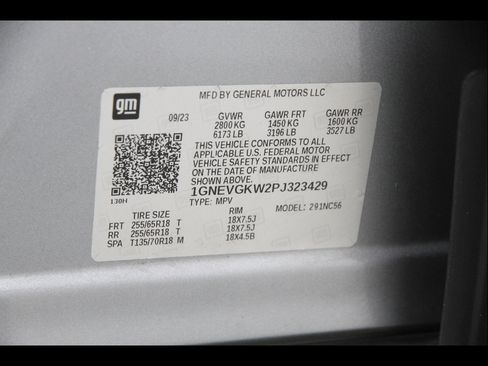 gm
MFD BY GENERAL MOTORS LLC
09/23 GVWR GAWR FRT GAWR RR
2800 KG 1450 KG 1600 KG
6173 LB 3196 LB 3527 LB
THIS VEHICLE CONFORMS TO ALL
APPLICABLE U.S. FEDERAL MOTOR
VEHICLE SAFETY STANDARDS IN EFFECT
ON THE DATE OF MANUFACTURE
SHOWN ABOVE.
1GNEVGKW2PJ323429
130H TYPE: MPV MODEL: 291NC56
TIRE SIZE RIM
FRT 255/65R18 T 18X7.5J
RR 255/65R18 T 18X7.5J
SPA T135/70R18 M 18X4.5B